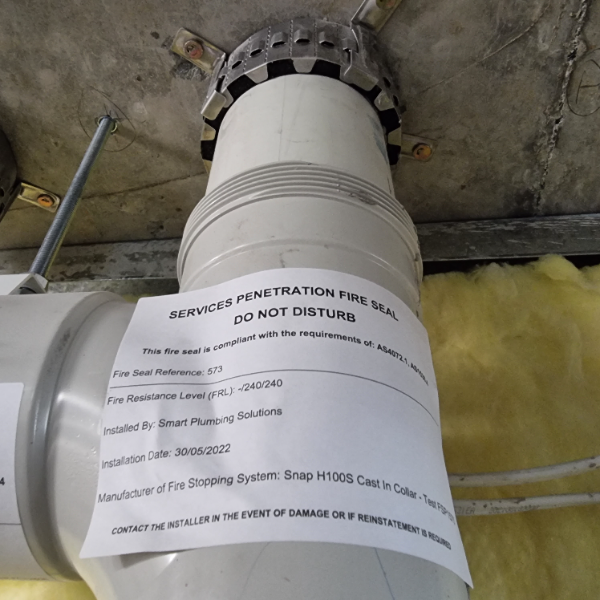 SERVICES PENETRATION FIRE SEAL
DO NOT DISTURB
This fire seal is compliant with the requirements of: AS4072.1,
Fire Seal Reference: 573
Fire Resistance Level (FRL): -/240/240
Installed By: Smart Plumbing Solutions
Installation Date: 30/05/2022
Manufacturer of Fire Stopping System: Snap H100S Cast In Collar - Test
CONTACT THE INSTALLER IN THE EVENT OF DAMAGE OR IF REINSTATEMENT IS REQUIRED
4